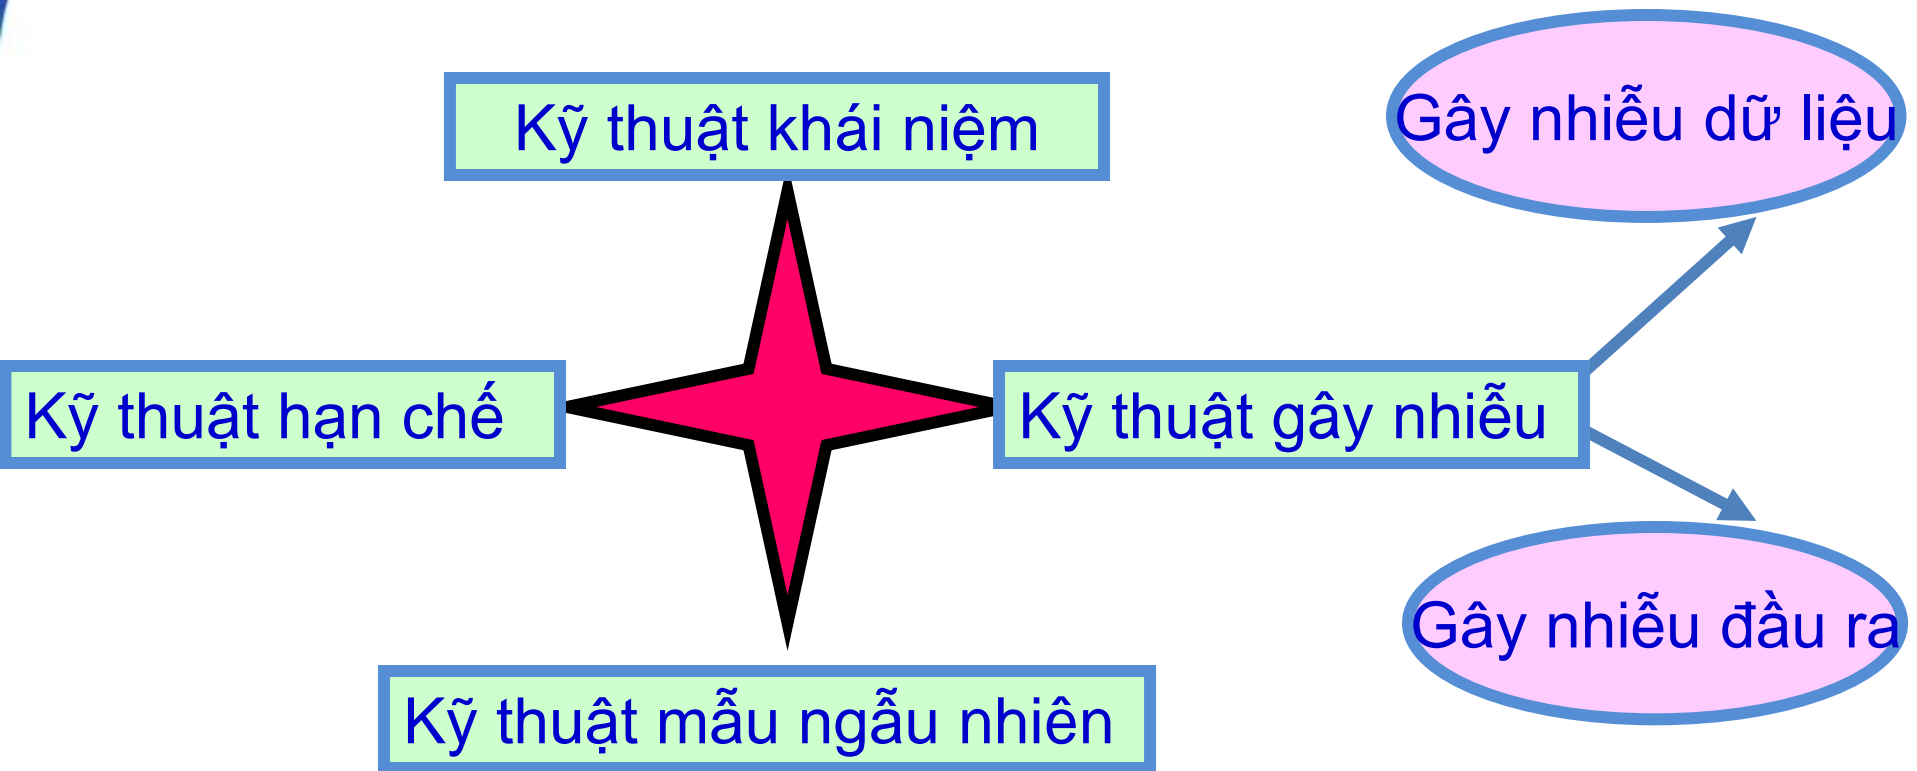 Gây nhiễu dữ liệu
Kỹ thuật khái niệm
Kỹ thuật hạn chế
Kỹ thuật gây nhiễu
Gây nhiễu đầu ra
Kỹ thuật mẫu ngẫu nhiên